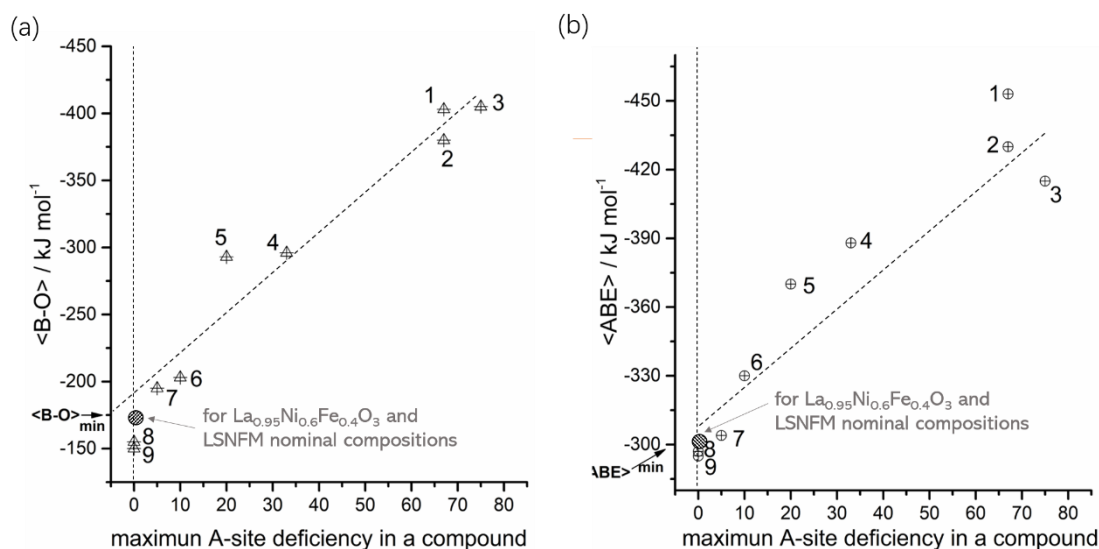 (a)
<B-O> / kJ mol⁻¹
-450
-400
-350
-300
-250
-200
-150
<B-O>
min
1
3
2
5
4
6
7
8
9
for La₀.₉₅Ni₀.₆Fe₀.₄O₃ and
LSNFM nominal compositions
0 10 20 30 40 50 60 70 80
maximun A-site deficiency in a compound
(b)
<ABE> / kJ mol⁻¹
-450
-420
-390
-360
-330
-300
ABE>
min
1
2
3
4
5
6
7
8
9
for La₀.₉₅Ni₀.₆Fe₀.₄O₃ and
LSNFM nominal compositions
0 10 20 30 40 50 60 70 80
maximun A-site deficiency in a compound